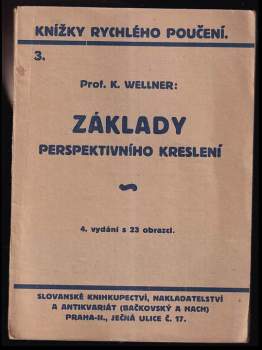 KNÍŽKY RYCHLÉHO POUČENÍ.
3.
Prof. K. WELLNER:
ZÁKLADY
PERSPEKTIVNÍHO KRESLENÍ
4. vydání s 23 obrazci.
SLOVANSKÉ KNIHKUPECTVÍ, NAKLADATELSTVÍ
A ANTIKVARIÁT (BAČKOVSKÝ A HACH)
PRAHA-II., JEČNÁ ULICE Č. 17.